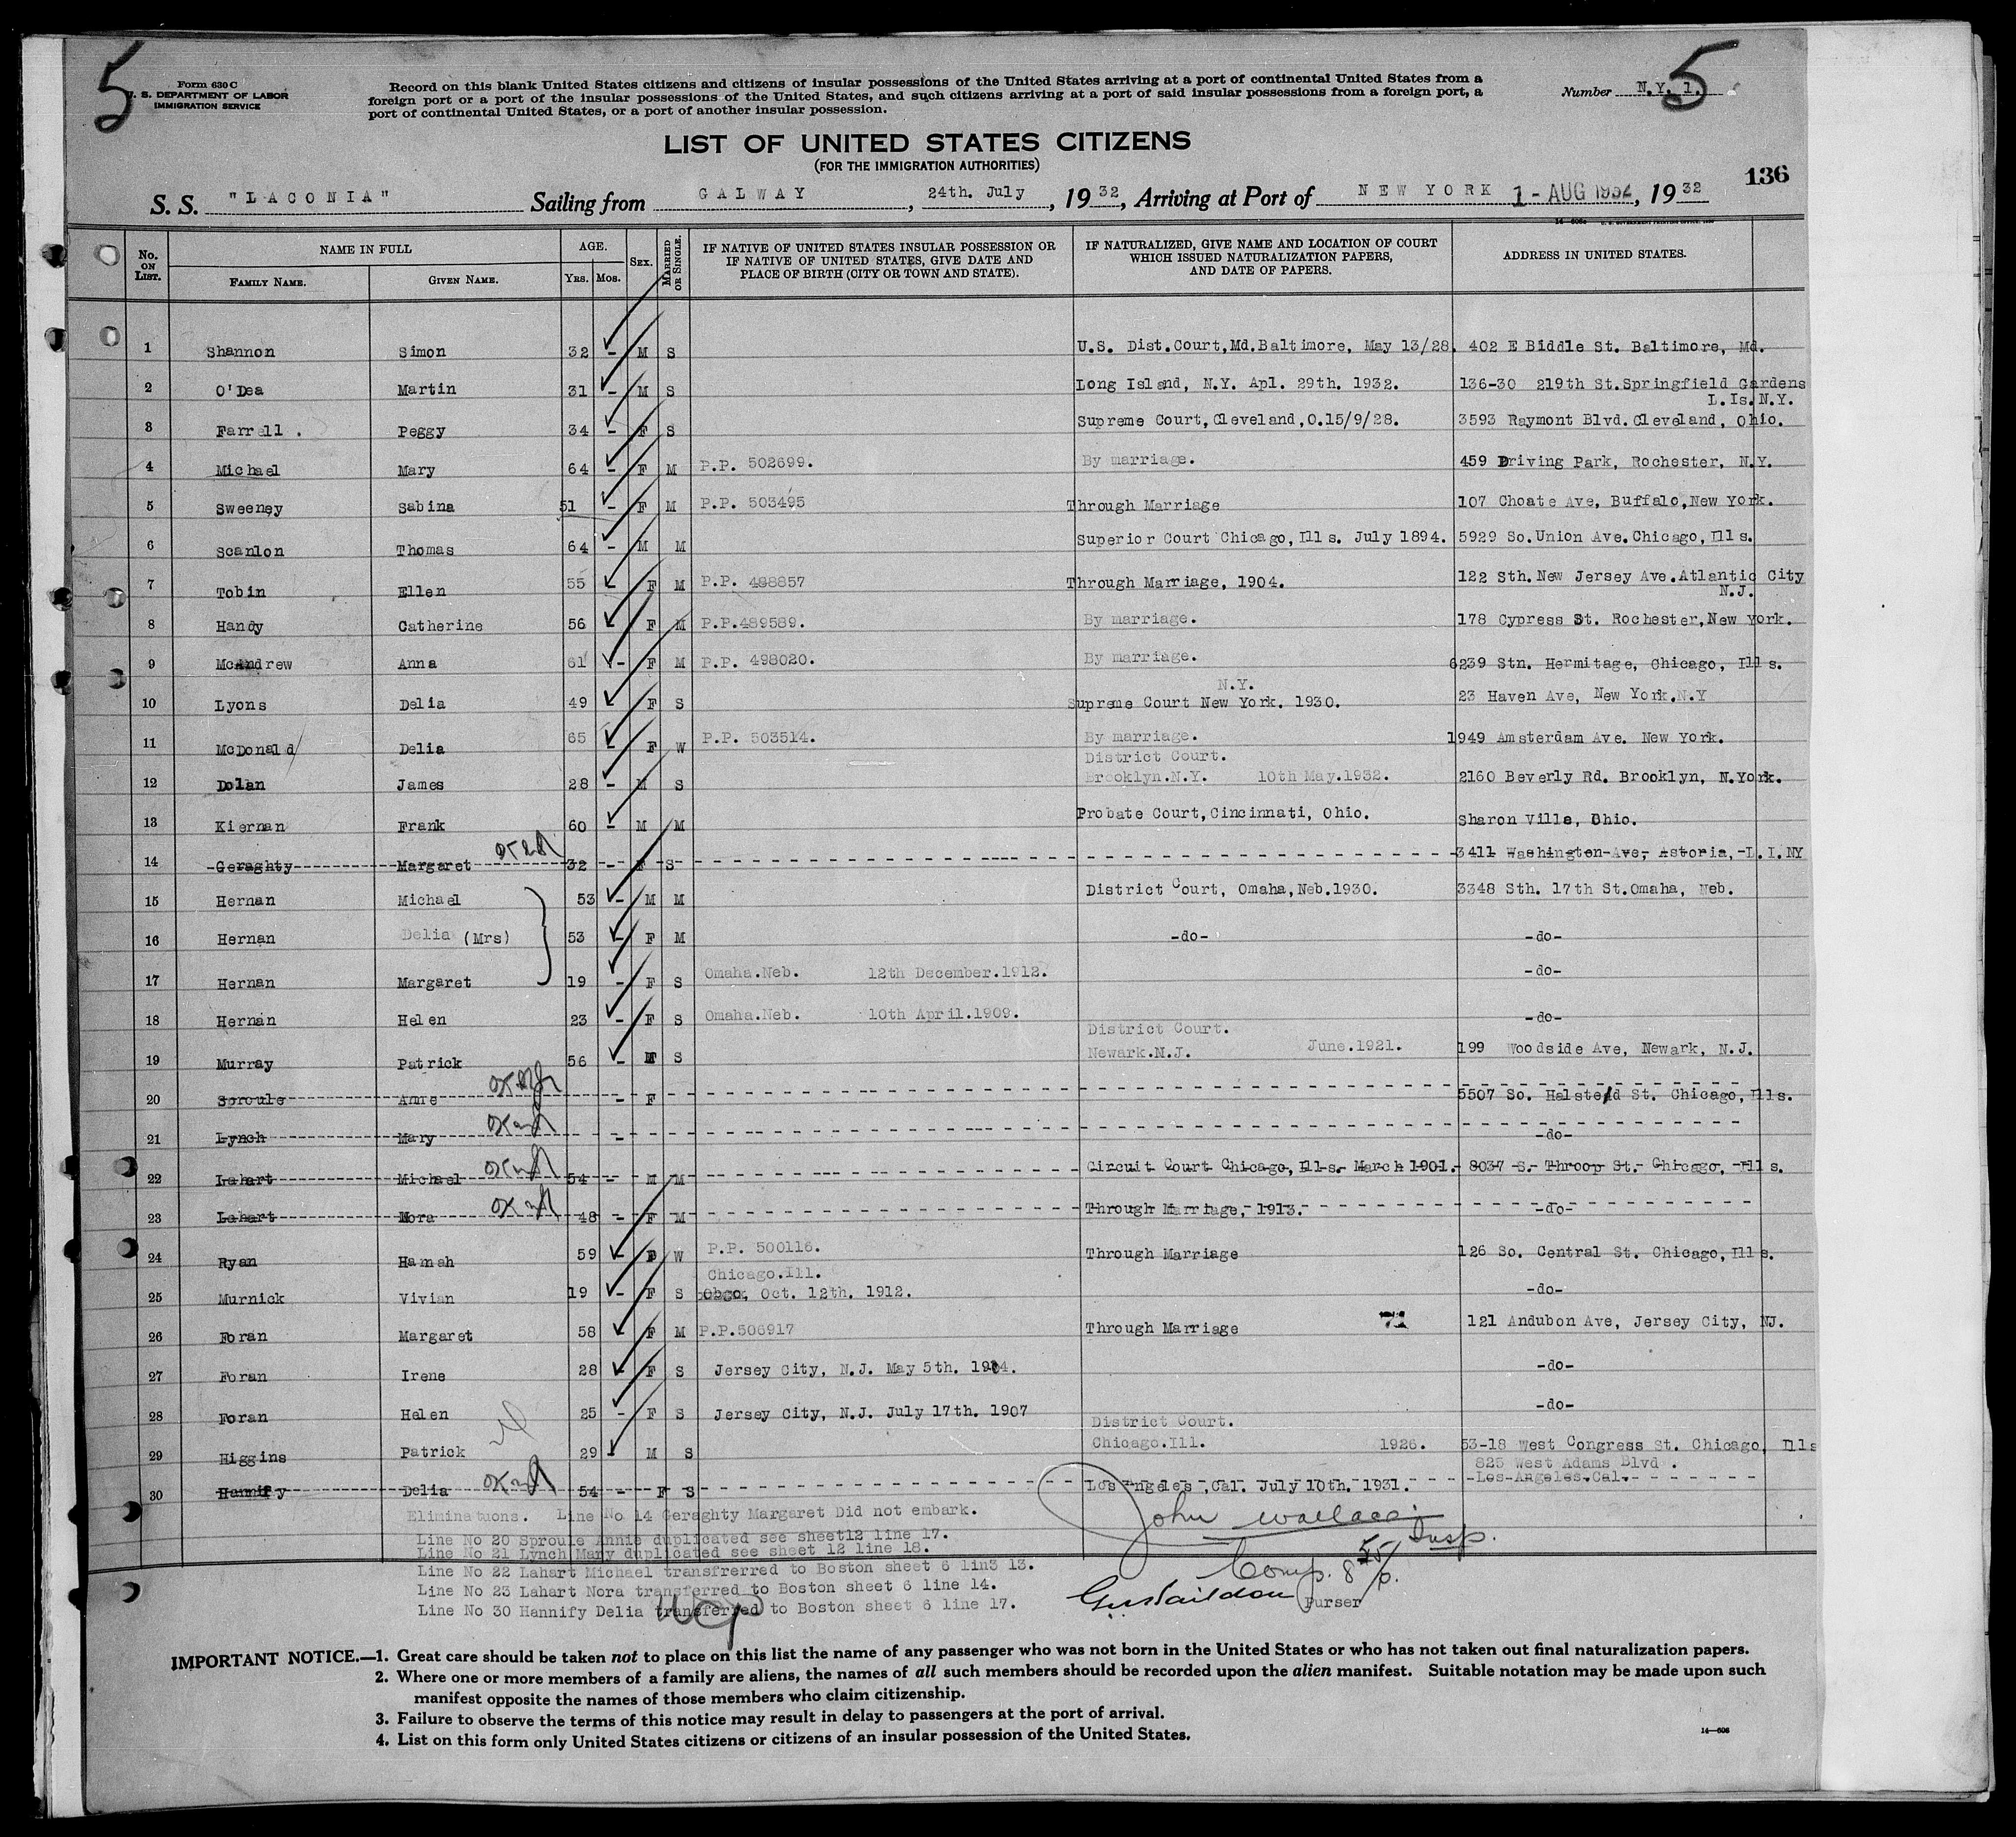 5
5
Form 630 C
U. S. DEPARTMENT OF LABOR
IMMIGRATION SERVICE
Record on this blank United States citizens and citizens of insular possessions of the United States arriving at a port of continental United States from a
foreign port or a port of the insular possessions of the United States, and such citizens arriving at a port of said insular possessions from a foreign port, a
port of continental United States, or a port of another insular possession.
Number N.Y. 1.
LIST OF UNITED STATES CITIZENS
(FOR THE IMMIGRATION AUTHORITIES)
136
S. S. "LACONIA" Sailing from GALWAY, 24th. July, 1932, Arriving at Port of NEW YORK 1-AUG 1932, 1932
No. ON LIST. NAME IN FULL FAMILY NAME. GIVEN NAME. AGE. YRS. MOS. SEX. MARRIED OR SINGLE. IF NATIVE OF UNITED STATES INSULAR POSSESSION OR IF NATIVE OF UNITED STATES, GIVE DATE AND PLACE OF BIRTH (CITY OR TOWN AND STATE). IF NATURALIZED, GIVE NAME AND LOCATION OF COURT WHICH ISSUED NATURALIZATION PAPERS, AND DATE OF PAPERS. ADDRESS IN UNITED STATES.
1 Shannon Simon 32 - M S U.S. Dist.Court,Md.Baltimore, May 13/28. 402 E Biddle St. Baltimore, Md.
2 O'Dea Martin 31 - M S Long Island, N.Y. Apl. 29th. 1932. 136-30 219th St.Springfield Gardens
L.Is.N.Y.
3 Farrell. Peggy 34 - F S Supreme Court,Cleveland,O.15/9/28. 3593 Raymont Blvd.Cleveland, Ohio.
4 Michael Mary 64 - F M P.P. 502699. By marriage. 459 Driving Park, Rochester, N.Y.
5 Sweeney Sabina 51 - F M P.P. 503495 Through Marriage 107 Choate Ave, Buffalo,New York.
6 Scanlon Thomas 64 - M M Superior Court Chicago,Ills. July 1894. 5929 So.Union Ave.Chicago,Ills.
7 Tobin Ellen 55 - F M P.P. 488857 Through Marriage, 1904. 122 Sth.New Jersey Ave.Atlantic City
N.J.
8 Handy Catherine 56 - F M P.P.489589. By marriage. 178 Cypress St. Rochester,New York.
9 McAndrew Anna 61 - F M P.P. 498020. By marriage. 6239 Stn. Hermitage, Chicago, Ills.
N.Y.
10 Lyons Delia 49 - F S Supreme Court New York. 1930. 23 Haven Ave, New York.N.Y
11 McDonald Delia 65 - F W P.P. 503514. By marriage. 1949 Amsterdam Ave. New York.
District Court.
12 Dolan James 28 - M S Brooklyn.N.Y. 10th May.1932. 2160 Beverly Rd. Brooklyn, N.York.
13 Kiernan Frank 60 - M M Probate Court,Cincinnati, Ohio. Sharon Ville, Ohio.
14 Geraghty Margaret 32 - F S 3411 Washington Ave, Astoria, L.I.NY
15 Hernan Michael 53 - M M District Court, Omaha,Neb.1930. 3348 Sth. 17th St.Omaha, Neb.
16 Hernan Delia (Mrs) 53 - F M -do- -do-
17 Hernan Margaret 19 - F S Omaha.Neb. 12th December.1912. -do-
18 Hernan Helen 23 - F S Omaha.Neb. 10th April.1909. -do-
District Court.
19 Murray Patrick 56 - M S Newark.N.J. June.1921. 199 Woodside Ave, Newark, N.J.
20 Sproule Anne - F 5507 So. Halsted St. Chicago,Ills.
21 Lynch Mary - -do-
22 Lahart Michael 54 - M M Circuit Court Chicago, Ills. March 1901. 8037 S. Throop St. Chicago, Ills.
23 Lahart Nora 48 - F M Through Marriage, 1913. -do-
24 Ryan Hannah 59 - F W P.P. 500116. Through Marriage 126 So. Central St. Chicago,Ills.
Chicago.Ill.
25 Murnick Vivian 19 - F S Oct. 12th. 1912. -do-
26 Foran Margaret 58 - F M P.P.506917 Through Marriage 121 Andubon Ave, Jersey City, NJ.
27 Foran Irene 28 - F S Jersey City, N.J. May 5th. 1904. -do-
28 Foran Helen 25 - F S Jersey City, N.J. July 17th. 1907 -do-
District Court.
29 Higgins Patrick 29 M S Chicago.Ill. 1926. 53-18 West Congress St. Chicago, Ills
825 West Adams Blvd.
30 Hannify Delia 54 - F S Los Angeles,Cal. July 10th. 1931. Los-Angeles.Cal.
Eliminatuons. Line No 14 Geraghty Margaret Did not embark.
Line No 20 Sproule Annie duplicated see sheet12 line 17.
Line No 21 Lynch Mary duplicated see sheet 12 line 18.
Line No 22 Lahart Michael transfrerred to Boston sheet 6 lin3 13.
Line No 23 Lahart Nora transferred to Boston sheet 6 line 14.
Line No 30 Hannify Delia transferred to Boston sheet 6 line 17.
John Wallace
Insp.
Comp. 8
Purser
IMPORTANT NOTICE.—1. Great care should be taken not to place on this list the name of any passenger who was not born in the United States or who has not taken out final naturalization papers.
2. Where one or more members of a family are aliens, the names of all such members should be recorded upon the alien manifest. Suitable notation may be made upon such
manifest opposite the names of those members who claim citizenship.
3. Failure to observe the terms of this notice may result in delay to passengers at the port of arrival.
4. List on this form only United States citizens or citizens of an insular possession of the United States.
14—606